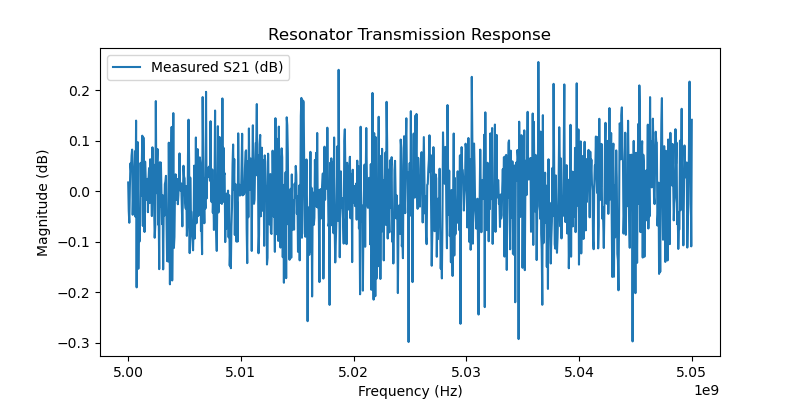 Resonator Transmission Response
Measured S21 (dB)
Magnitude (dB)
0.2
0.1
0.0
−0.1
−0.2
−0.3
5.00 5.01 5.02 5.03 5.04 5.05
1e9
Frequency (Hz)